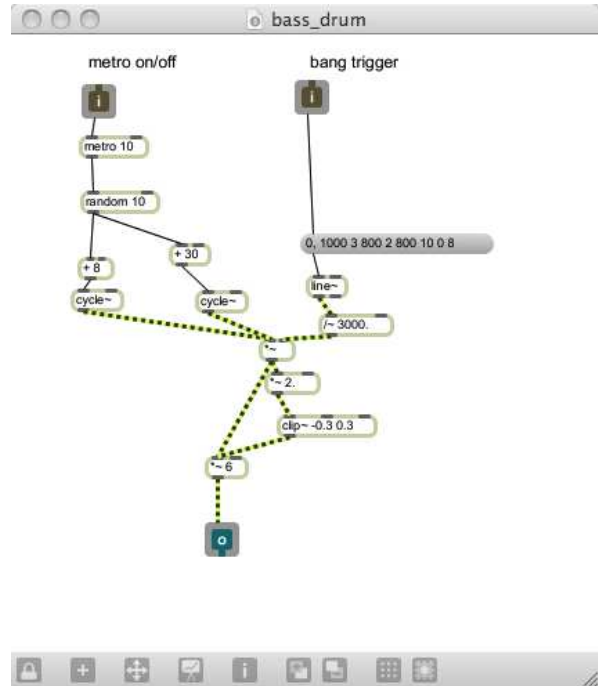 bass_drum
metro on/off
bang trigger
i
i
metro 10
random 10
0, 1000 3 800 2 800 10 0 8
+ 30
+ 8
line~
cycle~
cycle~
/~ 3000.
*~
*~ 2.
clip~ -0.3 0.3
*~ 6
o
i